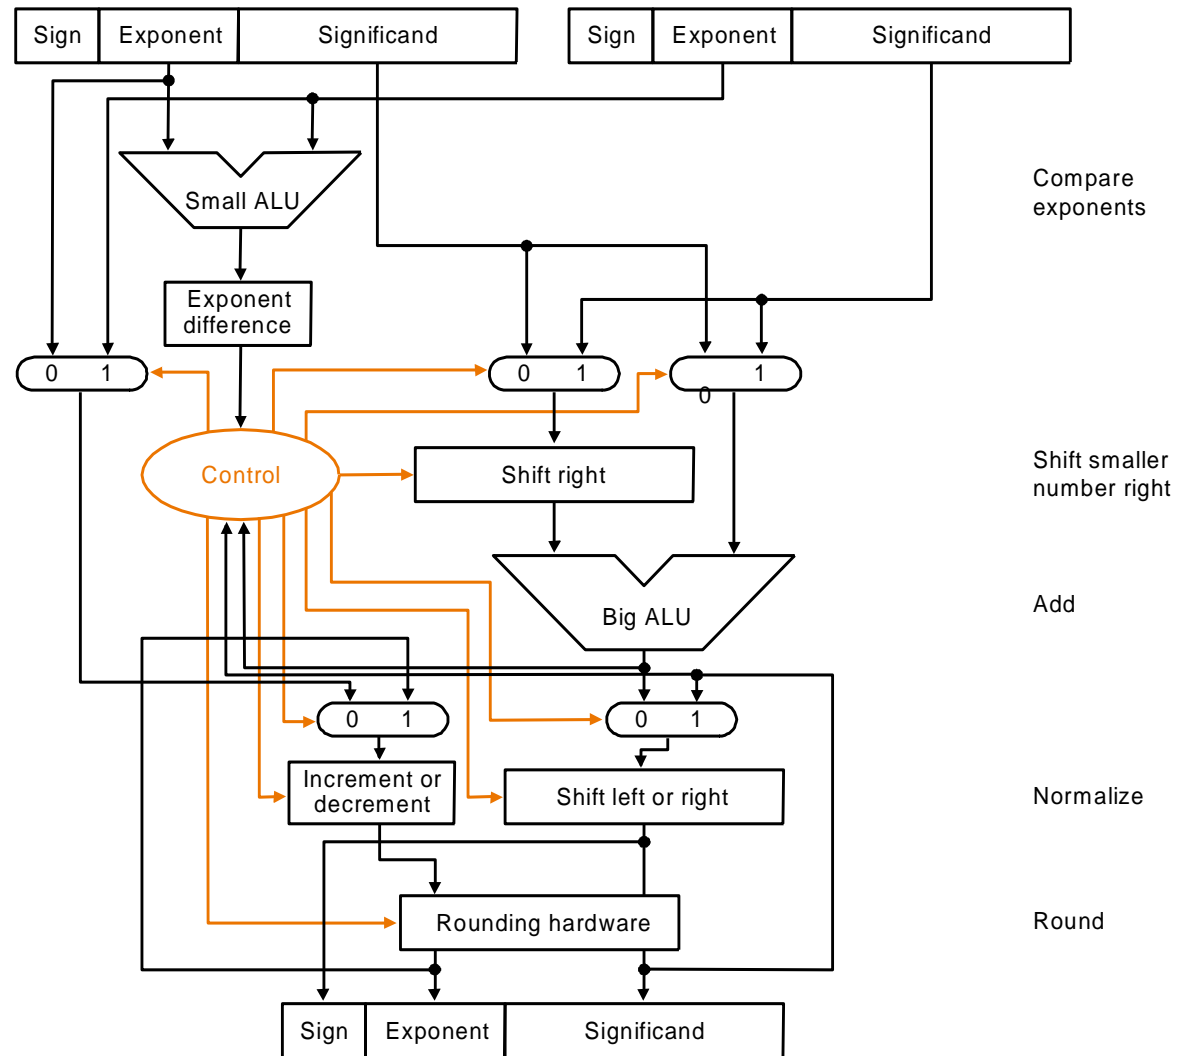 Sign Exponent Significand Sign Exponent Significand
Small ALU
Compare
exponents
Exponent
difference
0 1 0 1 0 1
Control
Shift right
Shift smaller
number right
Big ALU
Add
0 1 0 1
Increment or
decrement
Shift left or right
Normalize
Rounding hardware
Round
Sign Exponent Significand